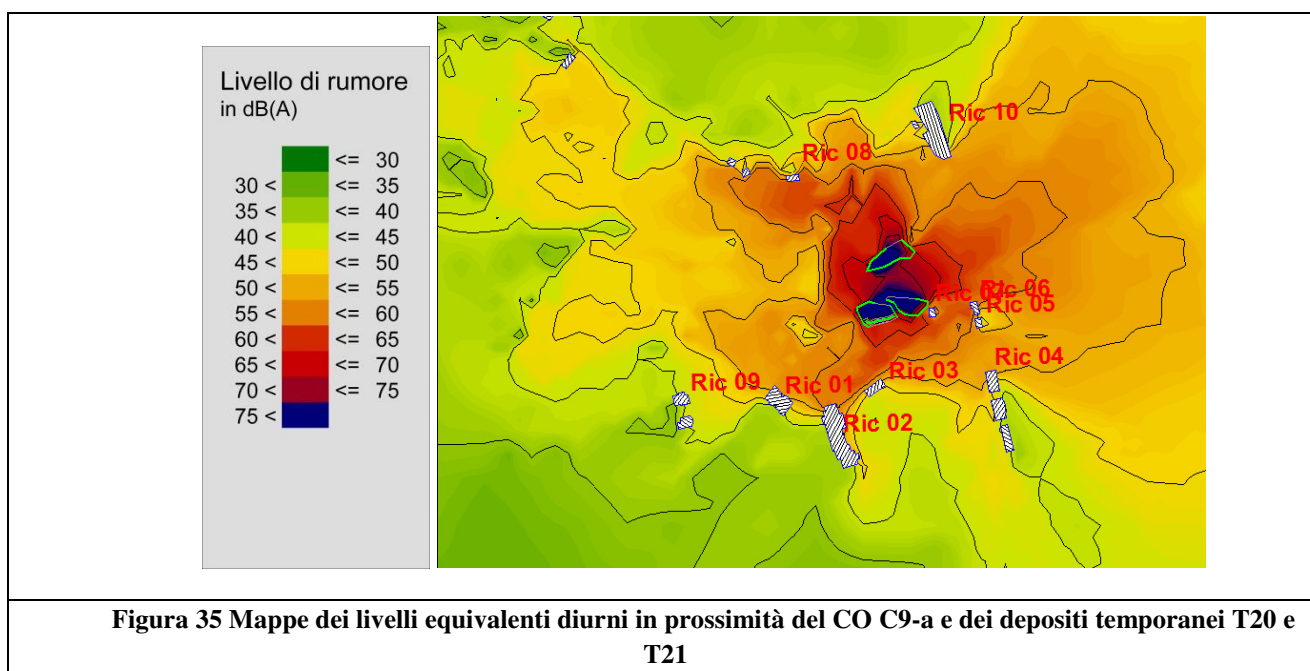 Livello di rumore
in dB(A)
<= 30
30 < <= 35
35 < <= 40
40 < <= 45
45 < <= 50
50 < <= 55
55 < <= 60
60 < <= 65
65 < <= 70
70 < <= 75
75 <
Ric 10
Ric 08
Ric 06
Ric 05
Ric 04
Ric 03
Ric 09
Ric 01
Ric 02
Figura 35 Mappe dei livelli equivalenti diurni in prossimità del CO C9-a e dei depositi temporanei T20 e
T21